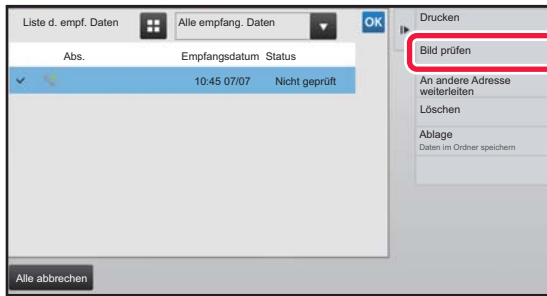 Liste d. empf. Daten
Alle empfang. Daten
OK
Abs.
Empfangsdatum Status
10:45 07/07 Nicht geprüft
Alle abbrechen
Drucken
Bild prüfen
An andere Adresse
weiterleiten
Löschen
Ablage
Daten im Ordner speichern